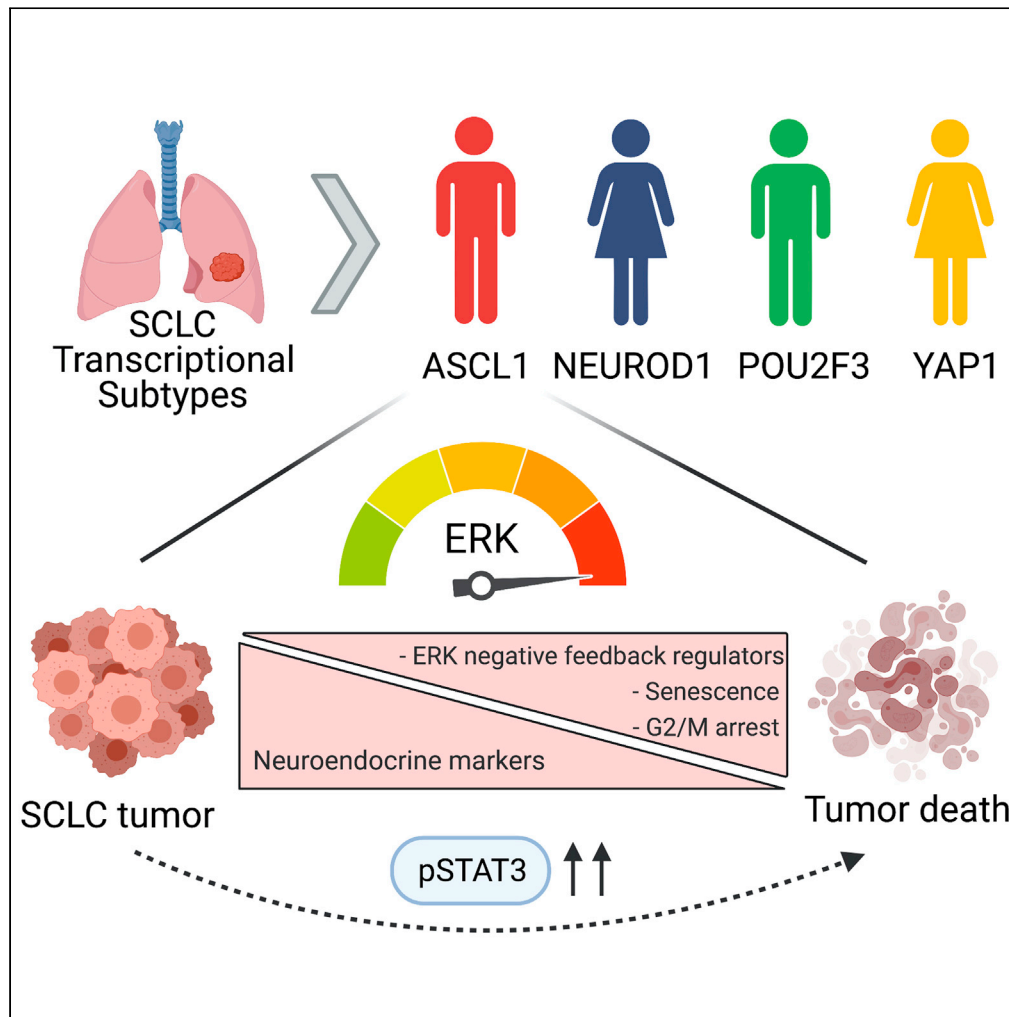 SCLC
Transcriptional
Subtypes
ASCL1
NEUROD1
POU2F3
YAP1
ERK
- ERK negative feedback regulators
- Senescence
- G2/M arrest
Neuroendocrine markers
SCLC tumor
Tumor death
pSTAT3